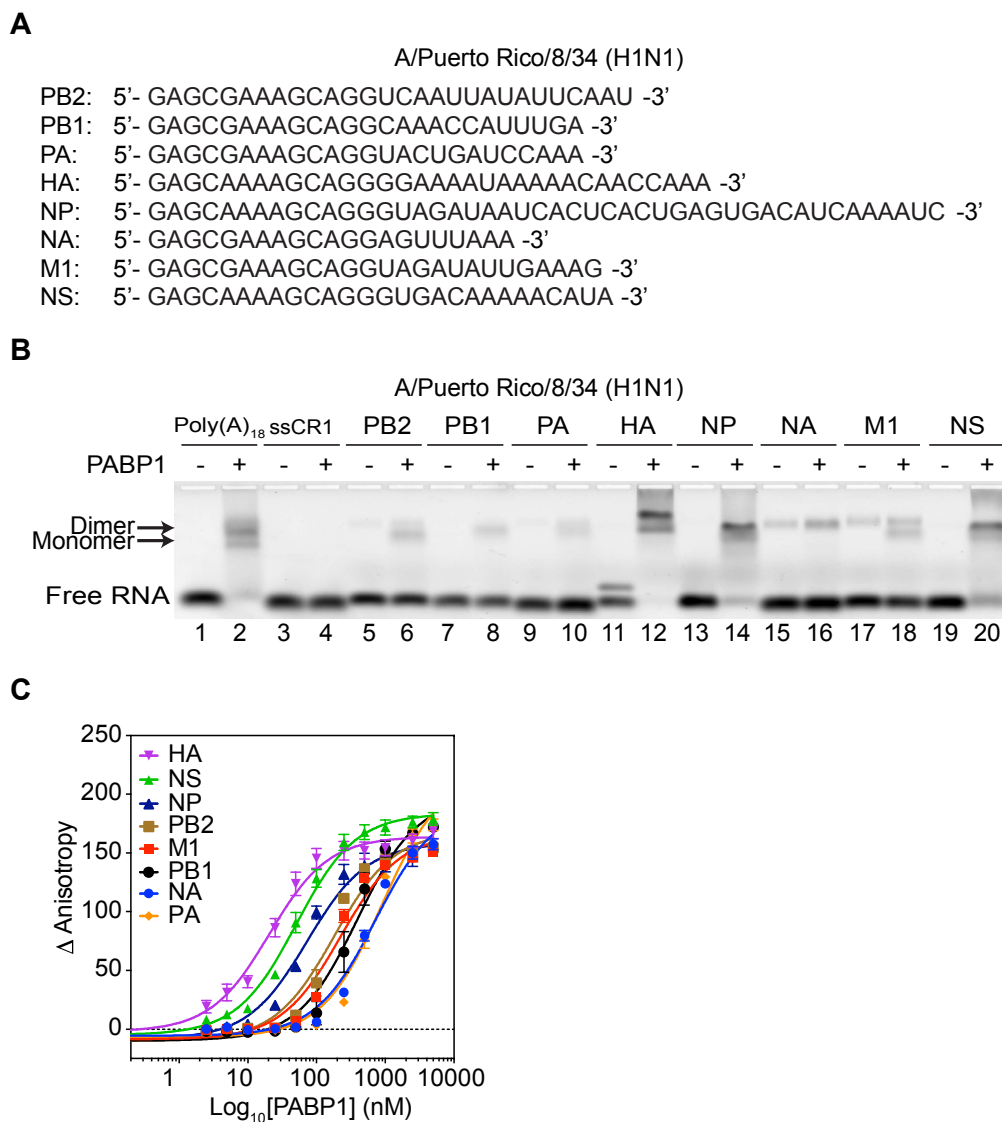 A
A/Puerto Rico/8/34 (H1N1)
PB2: 5’- GAGCGAAAGCAGGUCAAUUAUAUUCAAU -3’
PB1: 5’- GAGCGAAAGCAGGCAAACCAUUUGA -3’
PA: 5’- GAGCGAAAGCAGGUACUGAUCCAAA -3’
HA: 5’- GAGCAAAAGCAGGGGAAAAUAAAAACAACCAAA -3’
NP: 5’- GAGCAAAAGCAGGGUAGAUAAUCACUCACUGAGUGACAUCAAAAUC -3’
NA: 5’- GAGCGAAAGCAGGAGUUUAAA -3’
M1: 5’- GAGCGAAAGCAGGUAGAUAUUGAAAG -3’
NS: 5’- GAGCAAAAGCAGGGUGACAAAAACAUA -3’
B
A/Puerto Rico/8/34 (H1N1)
Poly(A)18 ssCR1 PB2 PB1 PA HA NP NA M1 NS
PABP1 - + - + - + - + - + - + - + - + - + - +
Dimer
Monomer
Free RNA
1 2 3 4 5 6 7 8 9 10 11 12 13 14 15 16 17 18 19 20
C
250
200
150
100
50
0
Δ Anisotropy
HA
NS
NP
PB2
M1
PB1
NA
PA
1 10 100 1000 10000
Log10[PABP1] (nM)